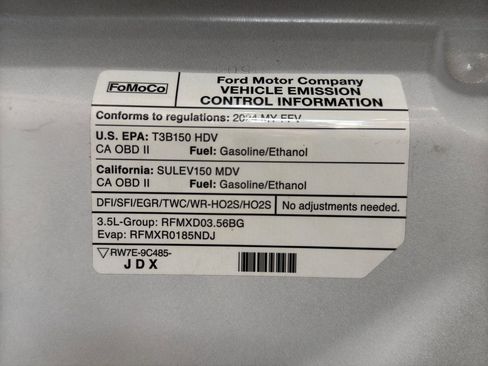 FoMoCo
Ford Motor Company
VEHICLE EMISSION
CONTROL INFORMATION
Conforms to regulations: 2024 MY FFV
U.S. EPA: T3B150 HDV
CA OBD II Fuel: Gasoline/Ethanol
California: SULEV150 MDV
CA OBD II Fuel: Gasoline/Ethanol
DFI/SFI/EGR/TWC/WR-HO2S/HO2S No adjustments needed.
3.5L-Group: RFMXD03.56BG
Evap: RFMXR0185NDJ
RW7E-9C485-
JDX